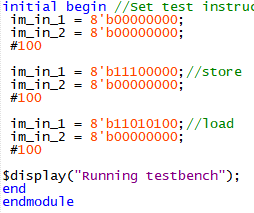 initial begin //Set test instruc
im_in_1 = 8'b00000000;
im_in_2 = 8'b00000000;
#100
im_in_1 = 8'b11100000;//store
im_in_2 = 8'b00000000;
#100
im_in_1 = 8'b11010100;//load
im_in_2 = 8'b00000000;
#100
$display("Running testbench");
end
endmodule